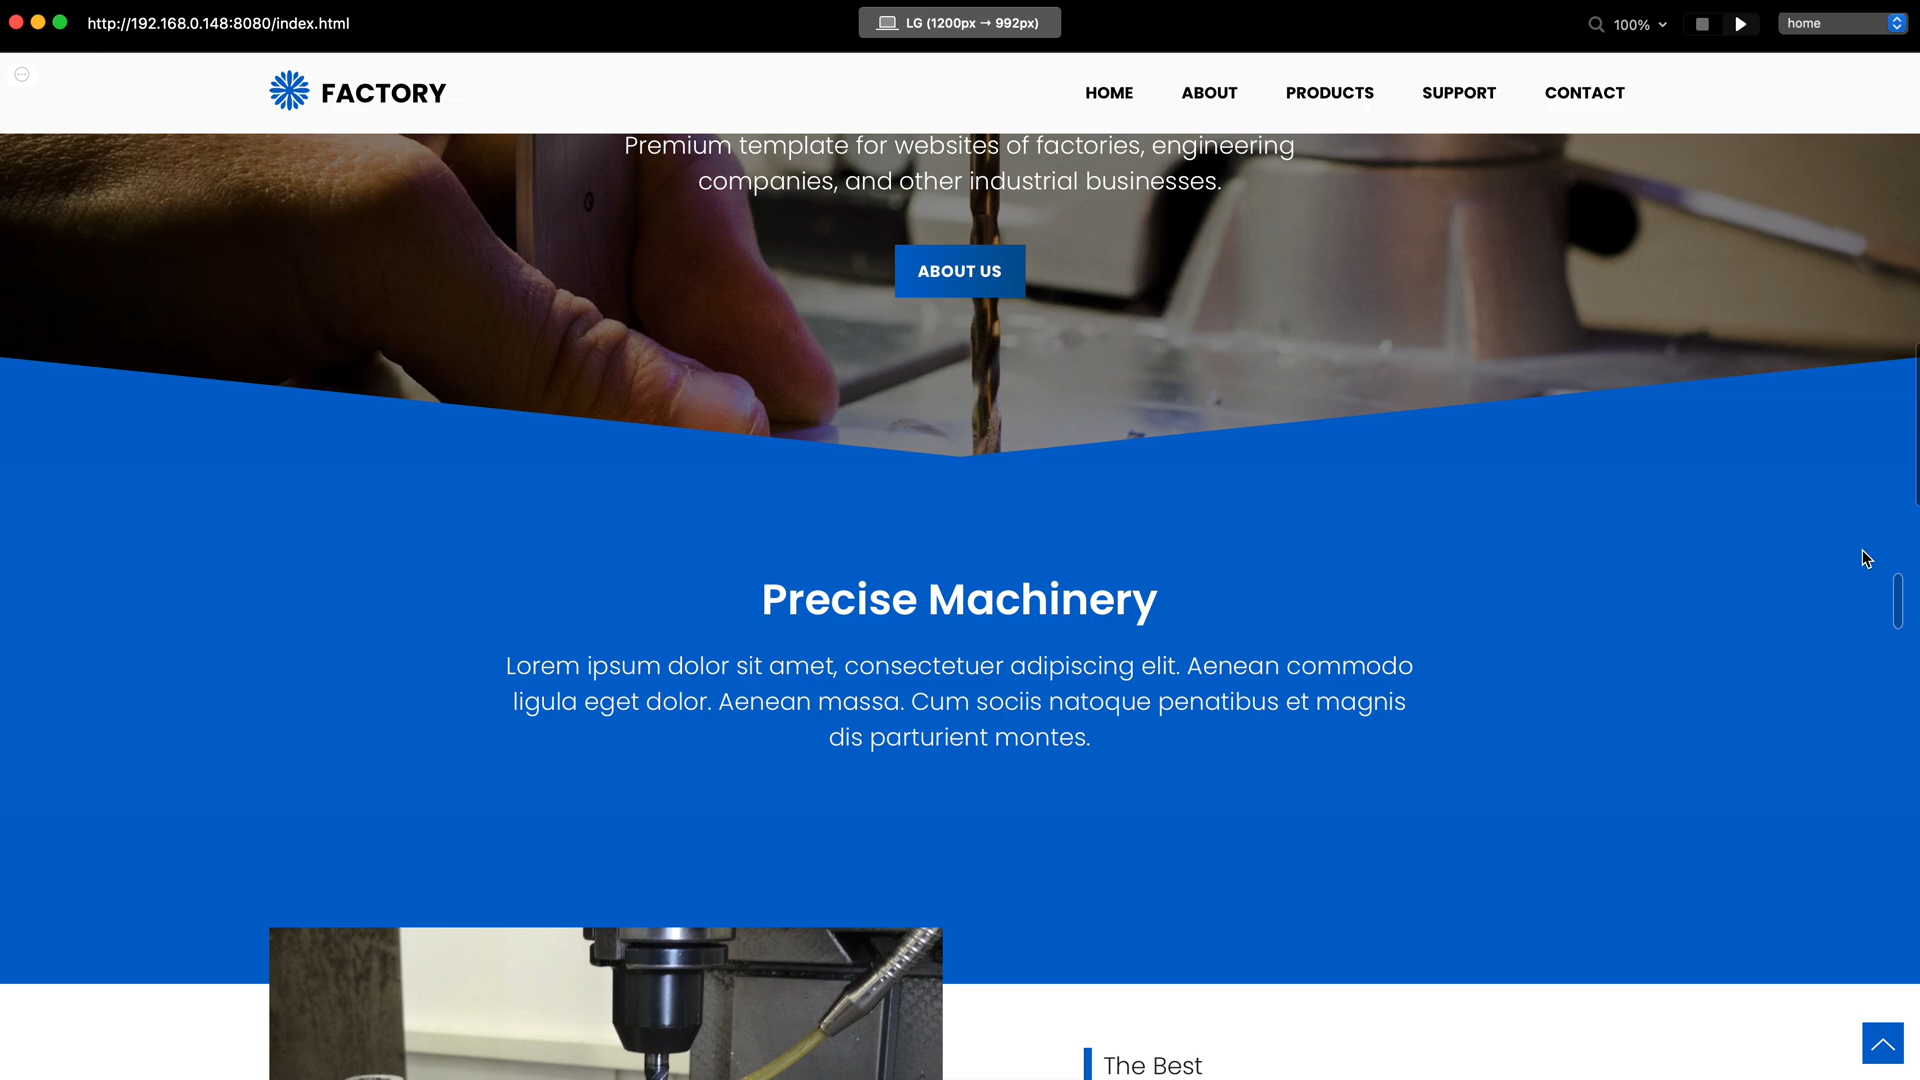 http://192.168.0.148:8080/index.html
LG (1200px → 992px)
100%
home
FACTORY
HOME
ABOUT
PRODUCTS
SUPPORT
CONTACT
Premium template for websites of factories, engineering
companies, and other industrial businesses.
ABOUT US
Precise Machinery
Lorem ipsum dolor sit amet, consectetuer adipiscing elit. Aenean commodo
ligula eget dolor. Aenean massa. Cum sociis natoque penatibus et magnis
dis parturient montes.
The Best